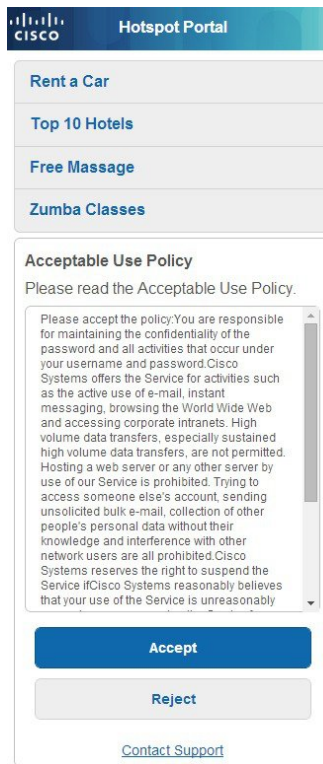 cisco
Hotspot Portal
Rent a Car
Top 10 Hotels
Free Massage
Zumba Classes
Acceptable Use Policy
Please read the Acceptable Use Policy.
Please accept the policy:You are responsible
for maintaining the confidentiality of the
password and all activities that occur under
your username and password.Cisco
Systems offers the Service for activities such
as the active use of e-mail, instant
messaging, browsing the World Wide Web
and accessing corporate intranets. High
volume data transfers, especially sustained
high volume data transfers, are not permitted.
Hosting a web server or any other server by
use of our Service is prohibited. Trying to
access someone else's account, sending
unsolicited bulk e-mail, collection of other
people's personal data without their
knowledge and interference with other
network users are all prohibited.Cisco
Systems reserves the right to suspend the
Service ifCisco Systems reasonably believes
that your use of the Service is unreasonably
Accept
Reject
Contact Support